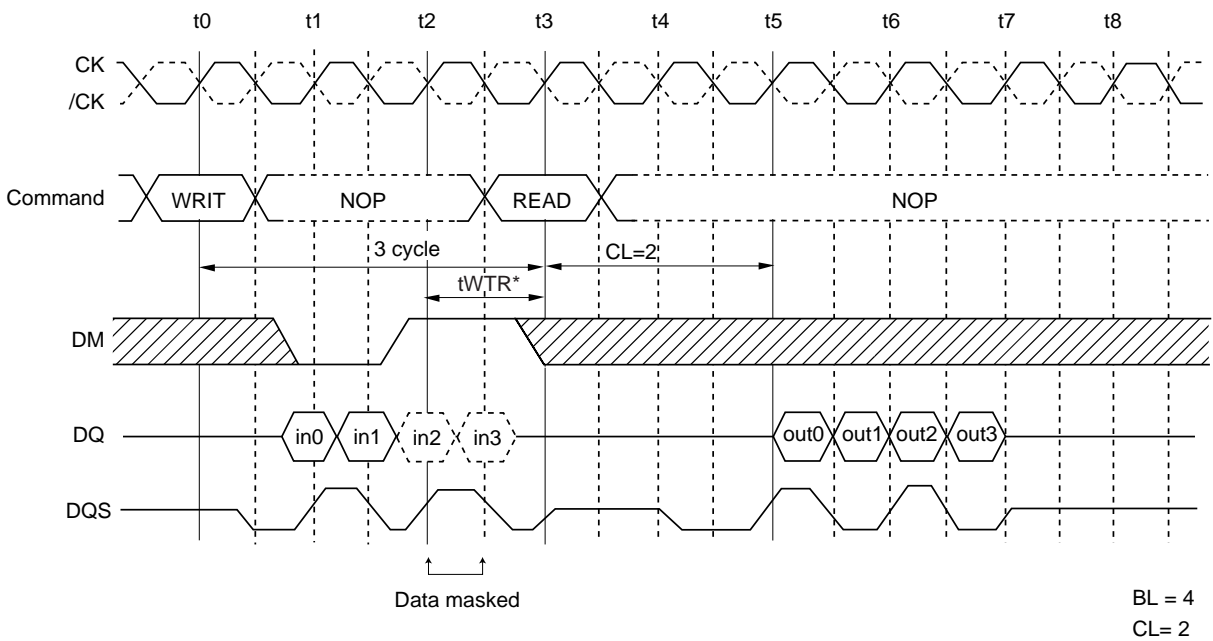 t0 t1 t2 t3 t4 t5 t6 t7 t8
CK
/CK
Command WRIT NOP READ NOP
3 cycle CL=2
tWTR*
DM
DQ in0 in1 in2 in3 out0 out1 out2 out3
DQS
Data masked
BL = 4
CL= 2